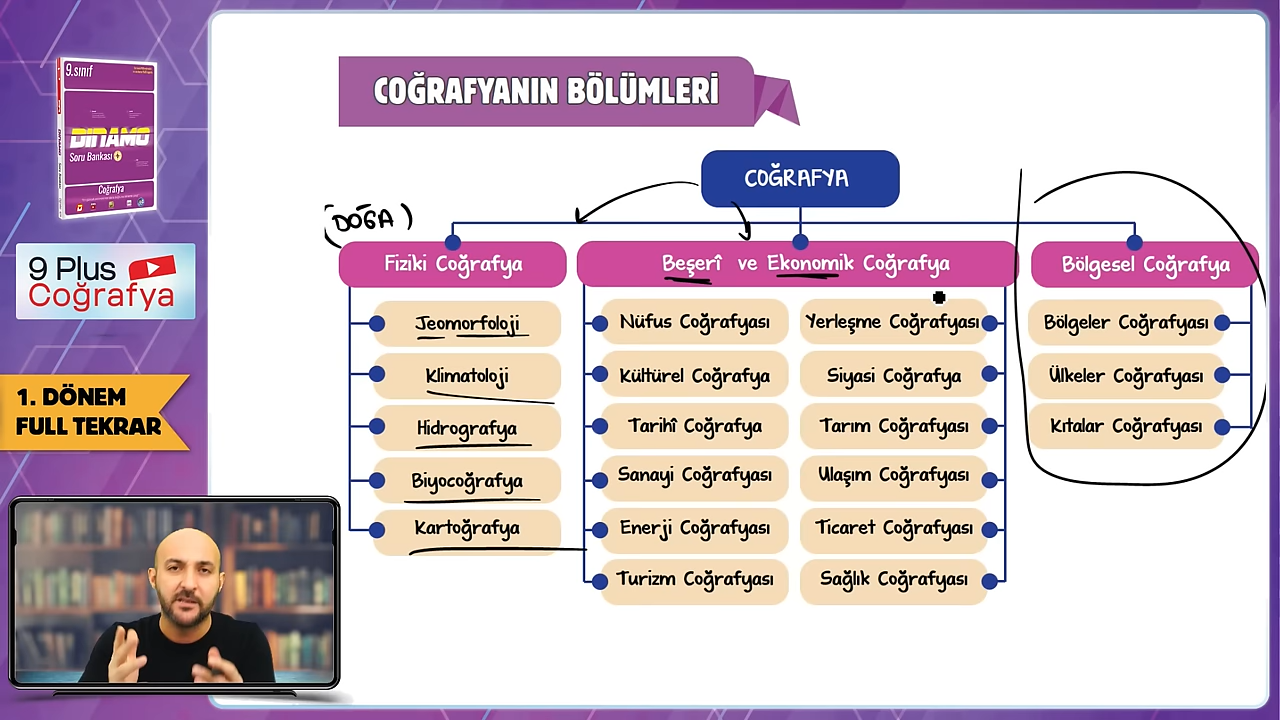 9.sınıf
DİNAMO
Soru Bankası
Coğrafya
9 Plus
Coğrafya
1. DÖNEM
FULL TEKRAR
COĞRAFYANIN BÖLÜMLERİ
COĞRAFYA
(DOĞA)
Fiziki Coğrafya
Jeomorfoloji
Klimatoloji
Hidrografya
Biyocoğrafya
Kartoğrafya
Beşerî ve Ekonomik Coğrafya
Nüfus Coğrafyası
Kültürel Coğrafya
Tarihî Coğrafya
Sanayi Coğrafyası
Enerji Coğrafyası
Turizm Coğrafyası
Yerleşme Coğrafyası
Siyasi Coğrafya
Tarım Coğrafyası
Ulaşım Coğrafyası
Ticaret Coğrafyası
Sağlık Coğrafyası
Bölgesel Coğrafya
Bölgeler Coğrafyası
Ülkeler Coğrafyası
Kıtalar Coğrafyası